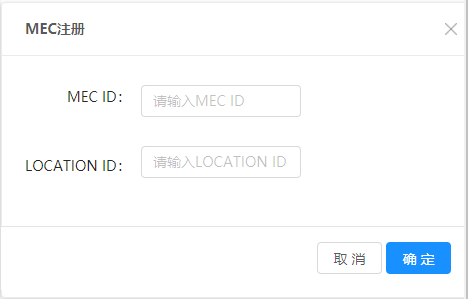 MEC注册
MEC ID：
请输入MEC ID
LOCATION ID：
请输入LOCATION ID
取 消
确 定